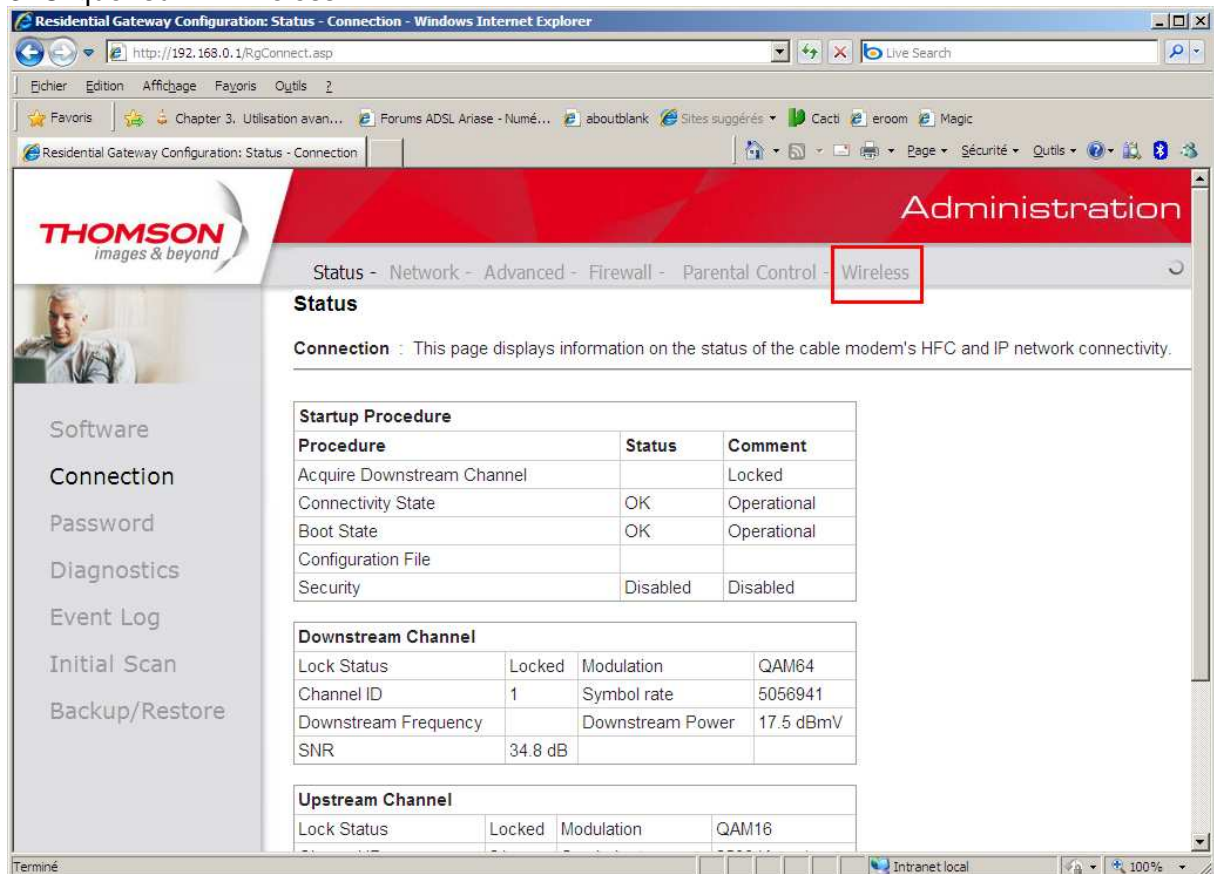 Residential Gateway Configuration: Status - Connection - Windows Internet Explorer
http://192.168.0.1/RgConnect.asp
Live Search
Fichier Edition Affichage Favoris Outils ?
Favoris Chapter 3. Utilisation avan... Forums ADSL Ariase - Numé... aboutblank Sites suggérés Cacti eroom Magic
Residential Gateway Configuration: Status - Connection
Page Sécurité Outils
THOMSON
images & beyond
Administration
Status - Network - Advanced - Firewall - Parental Control - Wireless
Status
Connection : This page displays information on the status of the cable modem's HFC and IP network connectivity.
Software
Connection
Password
Diagnostics
Event Log
Initial Scan
Backup/Restore
Startup Procedure
Procedure Status Comment
Acquire Downstream Channel Locked
Connectivity State OK Operational
Boot State OK Operational
Configuration File
Security Disabled Disabled
Downstream Channel
Lock Status Locked Modulation QAM64
Channel ID 1 Symbol rate 5056941
Downstream Frequency Downstream Power 17.5 dBmV
SNR 34.8 dB
Upstream Channel
Lock Status Locked Modulation QAM16
Terminé
Intranet local
100%